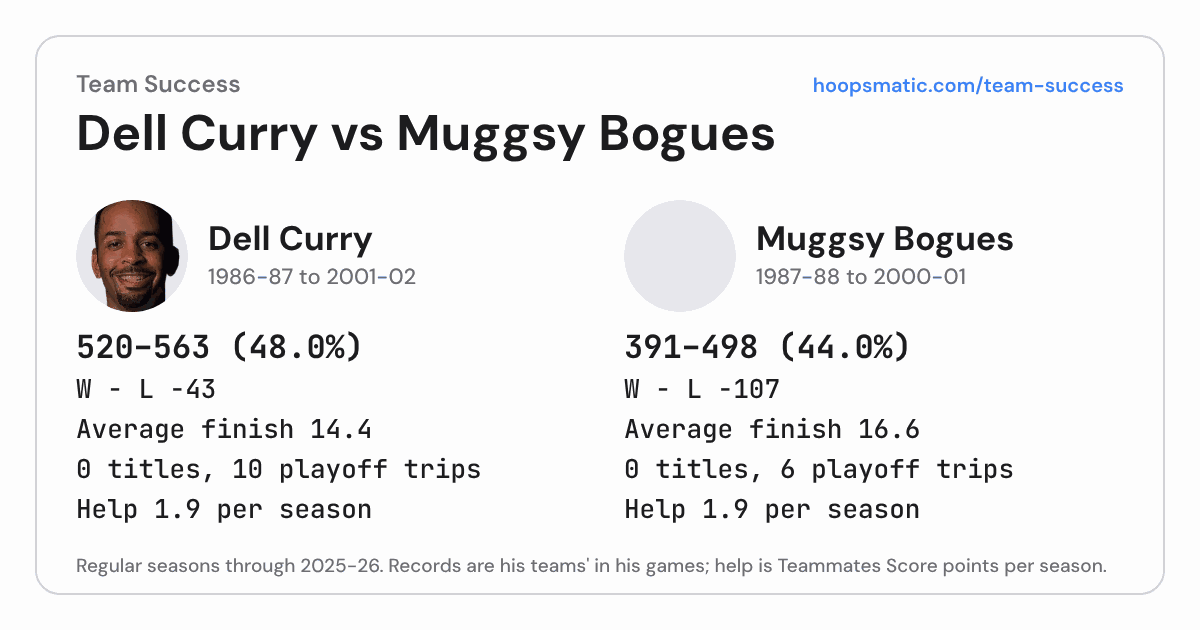 Team Success
hoopsmatic.com/team-success
Dell Curry vs Muggsy Bogues
Dell Curry
1986-87 to 2001-02
Muggsy Bogues
1987-88 to 2000-01
520-563 (48.0%)
W - L -43
Average finish 14.4
0 titles, 10 playoff trips
Help 1.9 per season
391-498 (44.0%)
W - L -107
Average finish 16.6
0 titles, 6 playoff trips
Help 1.9 per season
Regular seasons through 2025-26. Records are his teams' in his games; help is Teammates Score points per season.